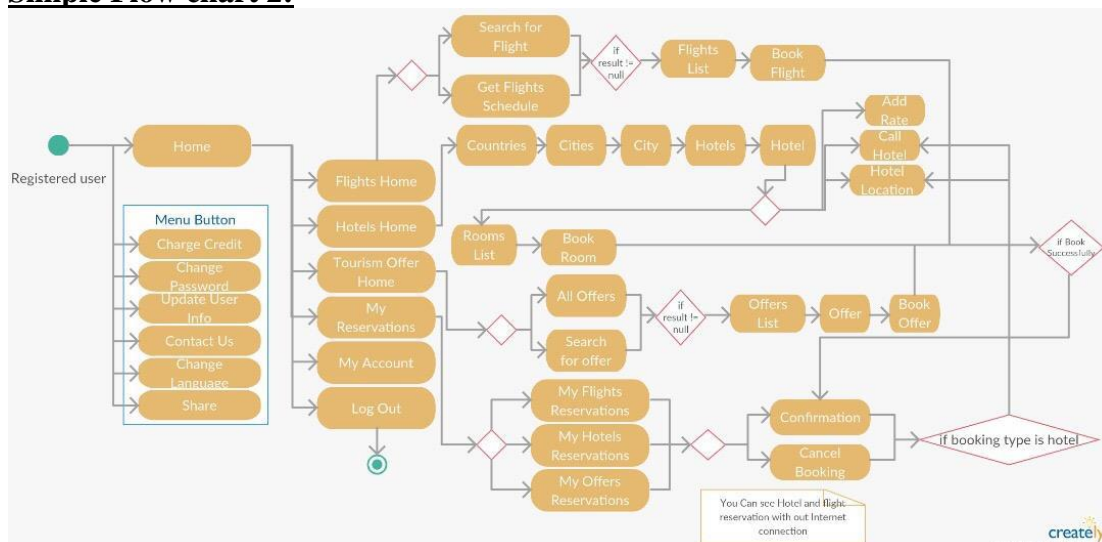 Simple Flow chart 2:
Search for
Flight
Get Flights
Schedule
if
result !=
null
Flights
List
Book
Flight
Add
Rate
Call
Hotel
Hotel
Location
Home
Registered user
Countries
Cities
City
Hotels
Hotel
Flights Home
Hotels Home
Tourism Offer
Home
My
Reservations
My Account
Log Out
Menu Button
Charge Credit
Change
Password
Update User
Info
Contact Us
Change
Language
Share
Rooms
List
Book
Room
if Book
Successfully
All Offers
Search
for offer
if
result !=
null
Offers
List
Offer
Book
Offer
My Flights
Reservations
My Hotels
Reservations
My Offers
Reservations
Confirmation
Cancel
Booking
if booking type is hotel
You Can see Hotel and flight
reservation with out Internet
connection
creately